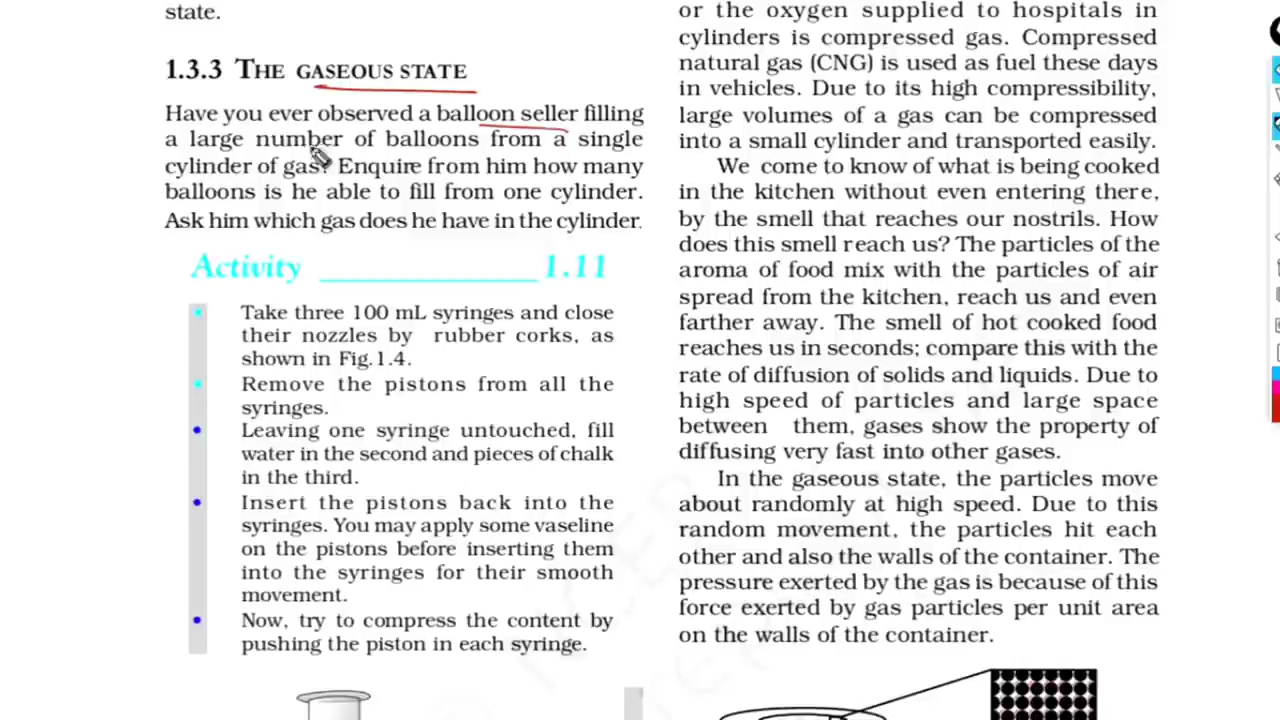 state.
1.3.3 THE GASEOUS STATE
Have you ever observed a balloon seller filling
a large number of balloons from a single
cylinder of gas? Enquire from him how many
balloons is he able to fill from one cylinder.
Ask him which gas does he have in the cylinder.
Activity ______________ 1.11
• Take three 100 mL syringes and close
their nozzles by rubber corks, as
shown in Fig.1.4.
• Remove the pistons from all the
syringes.
• Leaving one syringe untouched, fill
water in the second and pieces of chalk
in the third.
• Insert the pistons back into the
syringes. You may apply some vaseline
on the pistons before inserting them
into the syringes for their smooth
movement.
• Now, try to compress the content by
pushing the piston in each syringe.
or the oxygen supplied to hospitals in
cylinders is compressed gas. Compressed
natural gas (CNG) is used as fuel these days
in vehicles. Due to its high compressibility,
large volumes of a gas can be compressed
into a small cylinder and transported easily.
We come to know of what is being cooked
in the kitchen without even entering there,
by the smell that reaches our nostrils. How
does this smell reach us? The particles of the
aroma of food mix with the particles of air
spread from the kitchen, reach us and even
farther away. The smell of hot cooked food
reaches us in seconds; compare this with the
rate of diffusion of solids and liquids. Due to
high speed of particles and large space
between them, gases show the property of
diffusing very fast into other gases.
In the gaseous state, the particles move
about randomly at high speed. Due to this
random movement, the particles hit each
other and also the walls of the container. The
pressure exerted by the gas is because of this
force exerted by gas particles per unit area
on the walls of the container.